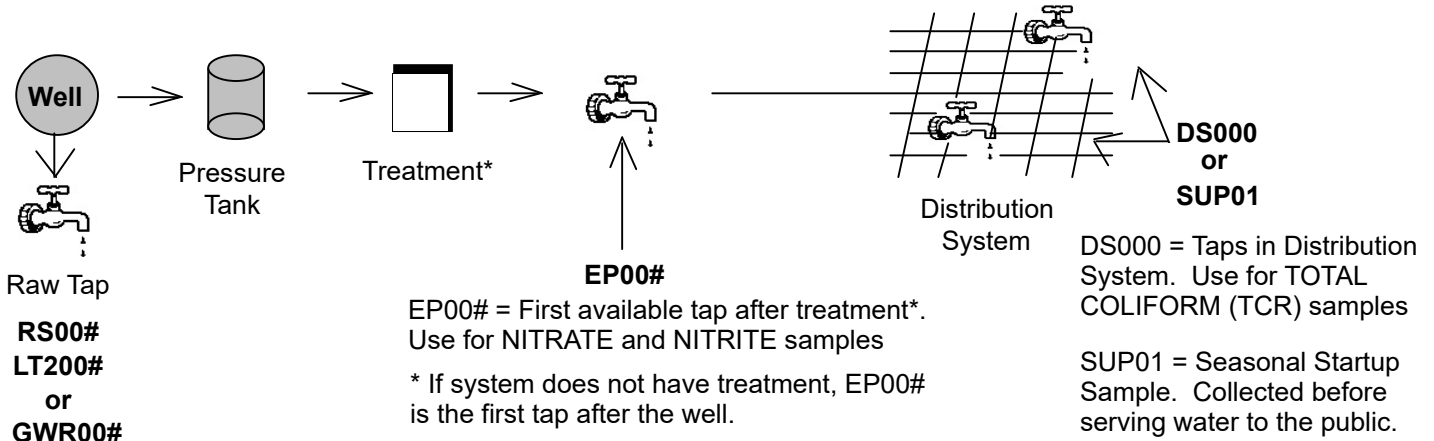 Well
Pressure
Tank
Treatment*
Raw Tap
RS00#
LT200#
or
GWR00#
EP00#
EP00# = First available tap after treatment*.
Use for NITRATE and NITRITE samples
* If system does not have treatment, EP00#
is the first tap after the well.
Distribution
System
DS000
or
SUP01
DS000 = Taps in Distribution
System. Use for TOTAL
COLIFORM (TCR) samples
SUP01 = Seasonal Startup
Sample. Collected before
serving water to the public.